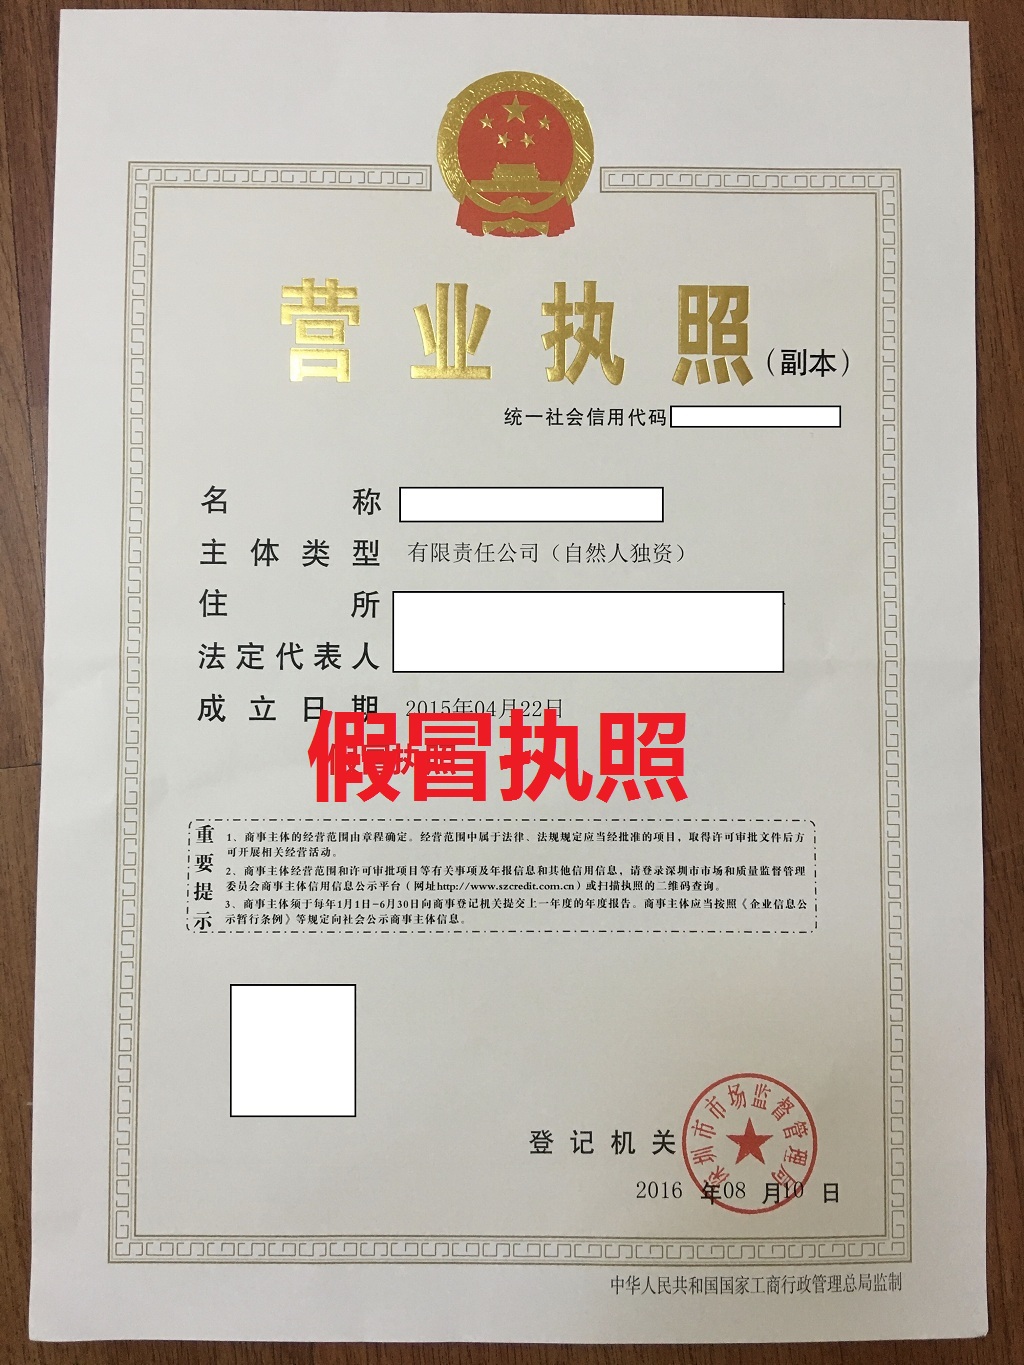 营业执照(副本)
统一社会信用代码
名称
主体类型 有限责任公司(自然人独资)
住所
法定代表人
成立日期 2015年04月22日
假冒执照
假冒执照
重要提示
1、商事主体的经营范围由章程确定。经营范围中属于法律、法规规定应当经批准的项目,取得许可审批文件后方
可开展相关经营活动。
2、商事主体经营范围和许可审批项目等有关事项及年报信息和其他信用信息,请登录深圳市市场和质量监督管理
委员会商事主体信用信息公示平台(网址http://www.szcredit.com.cn)或扫描执照的二维码查询。
3、商事主体须于每年1月1日-6月30日向商事登记机关提交上一年度的年度报告。商事主体应当按照《企业信息公
示暂行条例》等规定向社会公示商事主体信息。
深圳市市场监督管理局
登记机关
2016 年08 月10 日
中华人民共和国国家工商行政管理总局监制